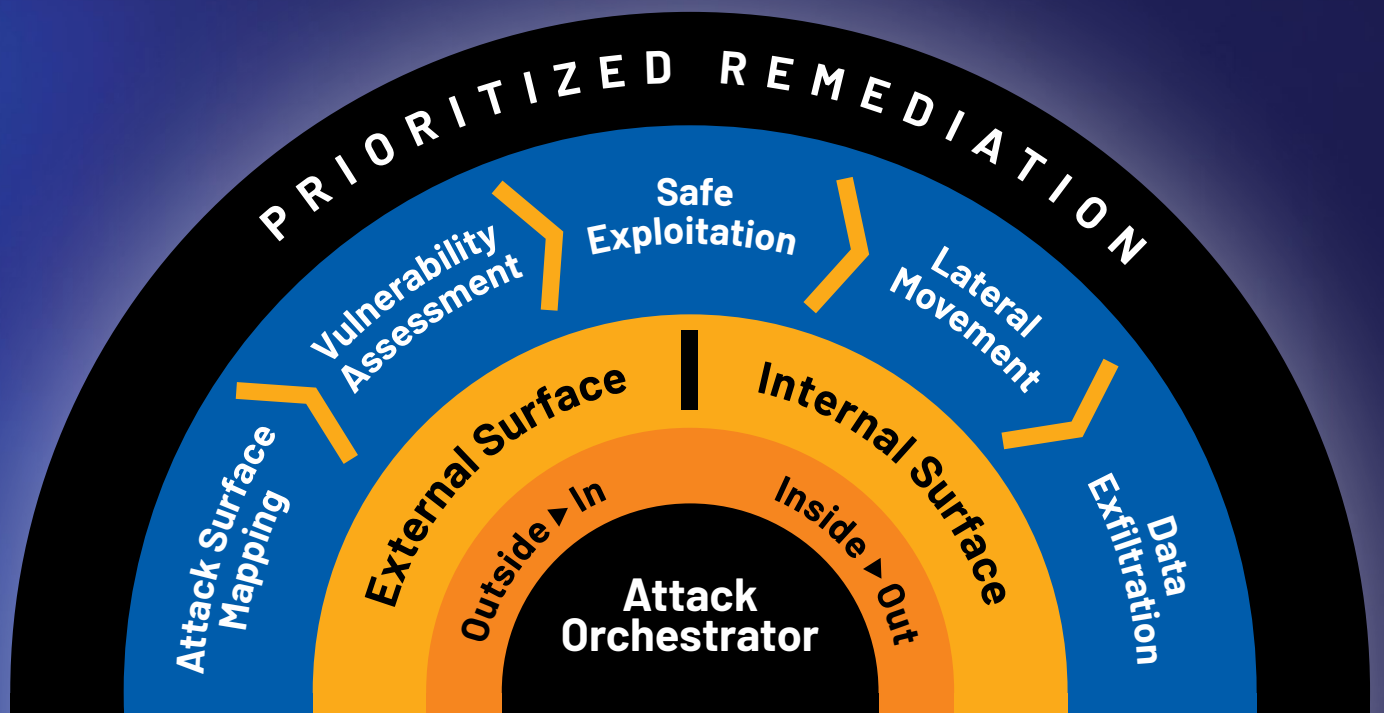 PRIORITIZED REMEDIATION
Attack Surface
Mapping
Vulnerability
Assessment
Safe
Exploitation
Lateral
Movement
Data
Exfiltration
External Surface
Internal Surface
Outside ▶ In
Inside ▶ Out
Attack
Orchestrator